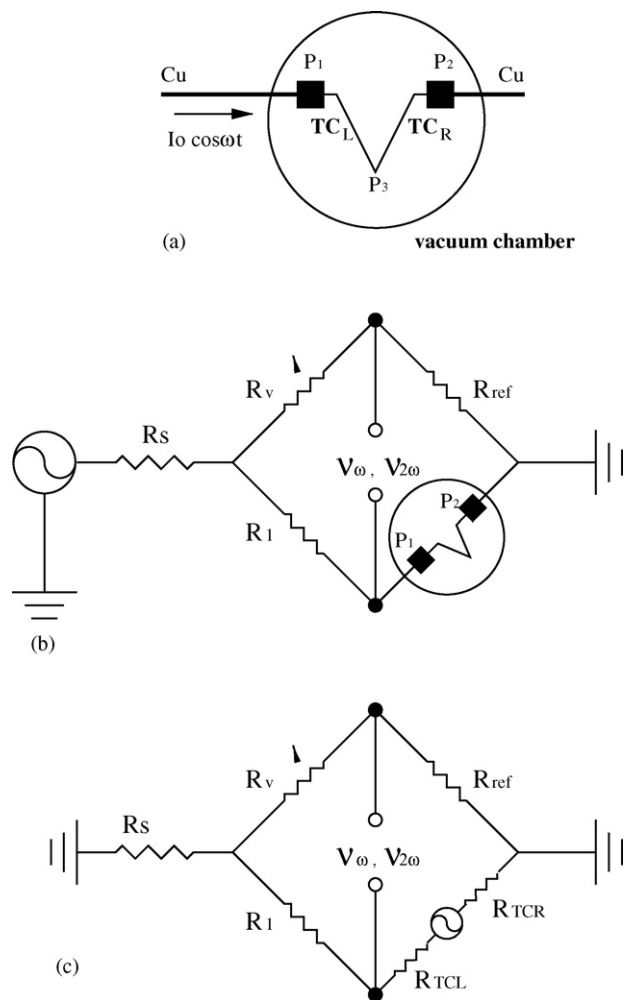 P1 P2
Cu Cu
TCL TCR
Io cosωt
P3
(a) vacuum chamber
Rv Rref
Rs
νω , ν2ω
R1 P2
P1
(b)
Rv Rref
Rs
νω , ν2ω
R1 RTCR
RTCL
(c)